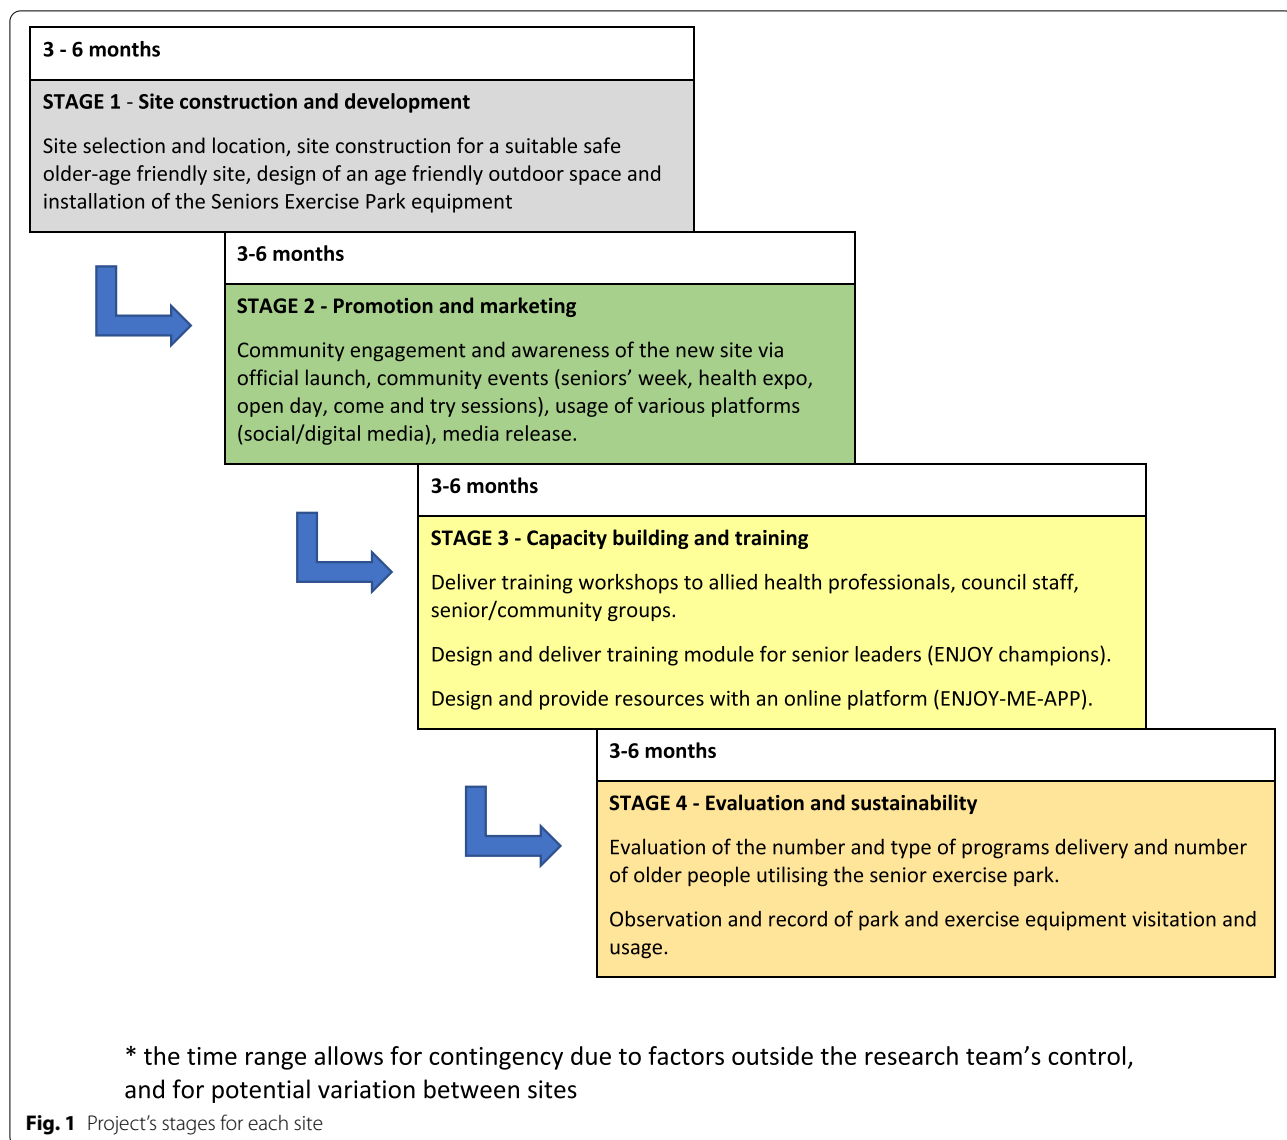 3 - 6 months
STAGE 1 - Site construction and development
Site selection and location, site construction for a suitable safe
older-age friendly site, design of an age friendly outdoor space and
installation of the Seniors Exercise Park equipment
3-6 months
STAGE 2 - Promotion and marketing
Community engagement and awareness of the new site via
official launch, community events (seniors’ week, health expo,
open day, come and try sessions), usage of various platforms
(social/digital media), media release.
3-6 months
STAGE 3 - Capacity building and training
Deliver training workshops to allied health professionals, council staff,
senior/community groups.
Design and deliver training module for senior leaders (ENJOY champions).
Design and provide resources with an online platform (ENJOY-ME-APP).
3-6 months
STAGE 4 - Evaluation and sustainability
Evaluation of the number and type of programs delivery and number
of older people utilising the senior exercise park.
Observation and record of park and exercise equipment visitation and
usage.
* the time range allows for contingency due to factors outside the research team’s control,
and for potential variation between sites
Fig. 1 Project’s stages for each site